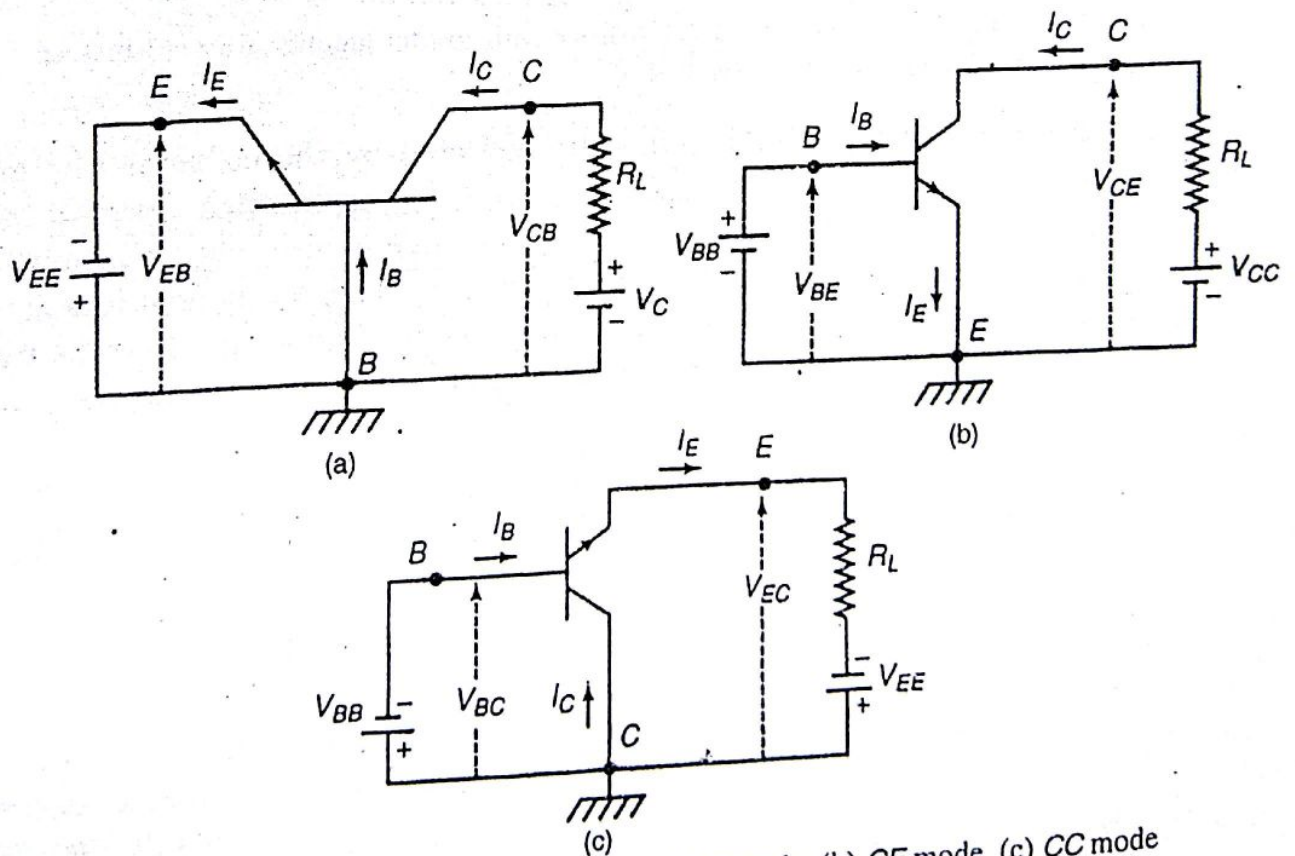 E I_E I_C C
V_EE - + V_EB I_B V_CB R_L + - V_C
B
(a)
I_C C
B I_B
V_BB + - V_BE I_E V_CE R_L + - V_CC
E
(b)
I_E E
B I_B
V_BB - + V_BC I_C V_EC R_L - + V_EE
C
(c)
(b) CE mode, (c) CC mode